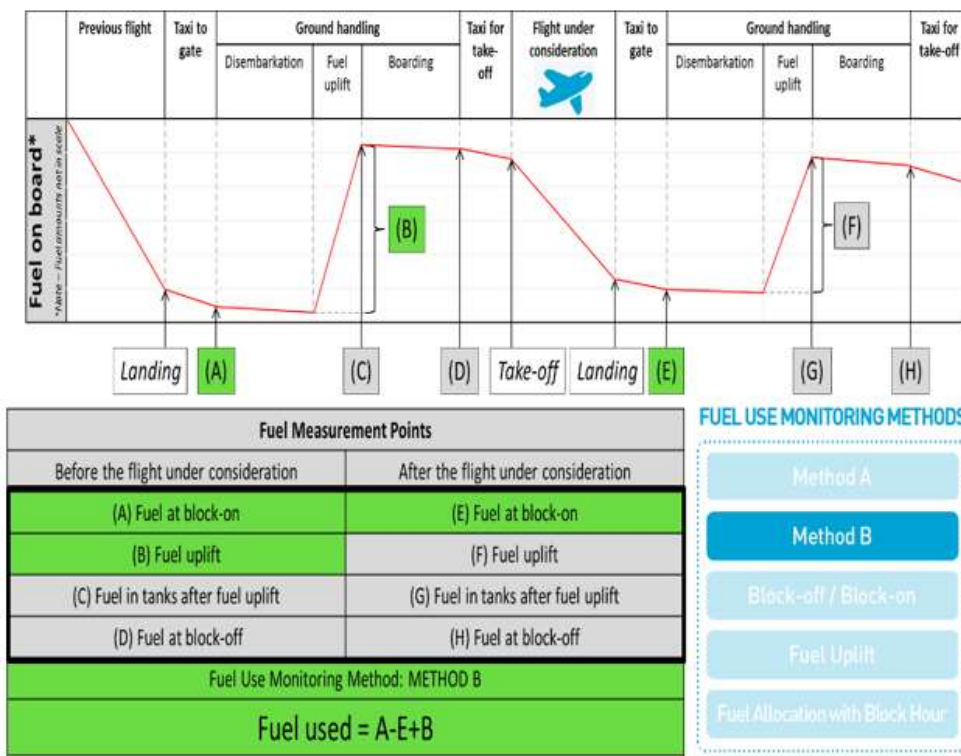 Previous flight
Taxi to gate
Ground handling
Taxi for take-off
Flight under consideration
Taxi to gate
Ground handling
Taxi for take-off
Disembarkation
Fuel uplift
Boarding
Disembarkation
Fuel uplift
Boarding
Fuel on board*
*Note – Fuel amounts not in scale
(B)
(F)
Landing
(A)
(C)
(D)
Take-off
Landing
(E)
(G)
(H)
Fuel Measurement Points
Before the flight under consideration
After the flight under consideration
(A) Fuel at block-on
(E) Fuel at block-on
(B) Fuel uplift
(F) Fuel uplift
(C) Fuel in tanks after fuel uplift
(G) Fuel in tanks after fuel uplift
(D) Fuel at block-off
(H) Fuel at block-off
Fuel Use Monitoring Method: METHOD B
Fuel used = A-E+B
FUEL USE MONITORING METHODS
Method A
Method B
Block-off / Block-on
Fuel Uplift
Fuel Allocation with Block Hour